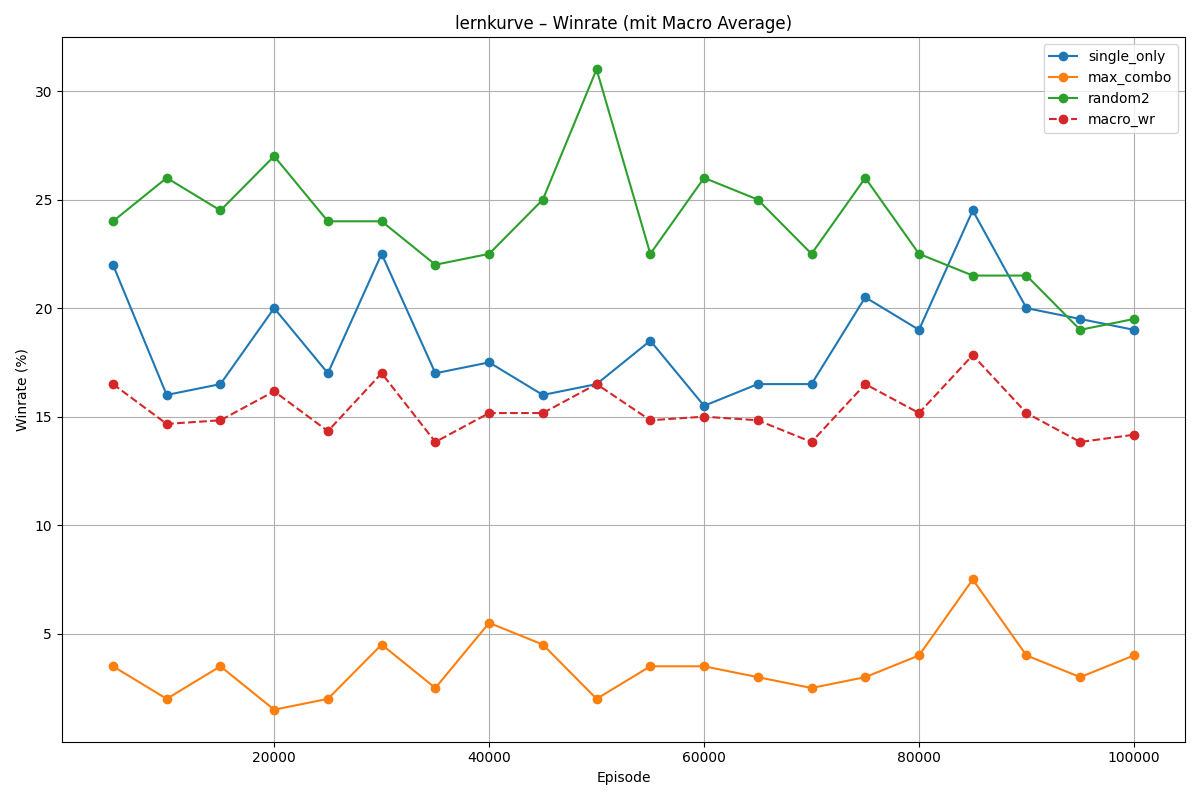 lernkurve – Winrate (mit Macro Average)
single_only
max_combo
random2
macro_wr
30
25
20
15
10
5
Winrate (%)
20000 40000 60000 80000 100000
Episode